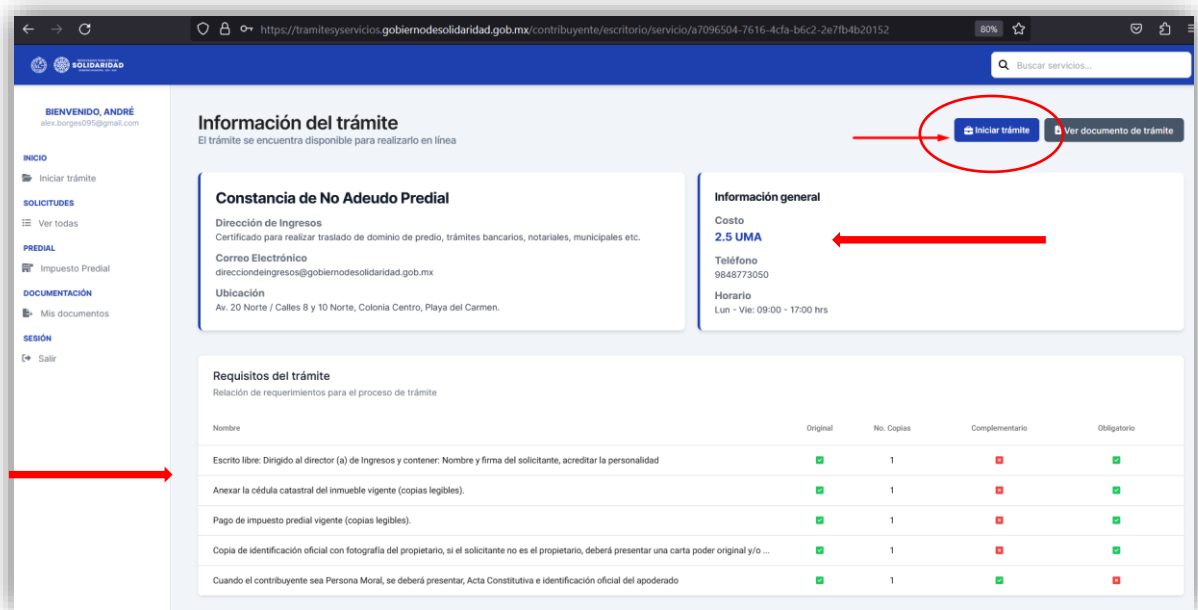 https://tramitesyservicios.gobiernodesolidaridad.gob.mx/contribuyente/escritorio/servicio/a7096504-7616-4cfa-b6c2-2e7fb4b20152
80%
SOLIDARIDAD
Buscar servicios...
BIENVENIDO, ANDRÉ
alex.borges095@gmail.com
INICIO
Iniciar trámite
SOLICITUDES
Ver todas
PREDIAL
Impuesto Predial
DOCUMENTACIÓN
Mis documentos
SESIÓN
Salir
Información del trámite
El trámite se encuentra disponible para realizarlo en línea
Iniciar trámite
Ver documento de trámite
Constancia de No Adeudo Predial
Dirección de Ingresos
Certificado para realizar traslado de dominio de predio, trámites bancarios, notariales, municipales etc.
Correo Electrónico
direcciondeingresos@gobiernodesolidaridad.gob.mx
Ubicación
Av. 20 Norte / Calles 8 y 10 Norte, Colonia Centro, Playa del Carmen.
Información general
Costo
2.5 UMA
Teléfono
9848773050
Horario
Lun - Vie: 09:00 - 17:00 hrs
Requisitos del trámite
Relación de requerimientos para el proceso de trámite
Nombre Original No. Copias Complementario Obligatorio
Escrito libre: Dirigido al director (a) de Ingresos y contener: Nombre y firma del solicitante, acreditar la personalidad 1
Anexar la cédula catastral del inmueble vigente (copias legibles). 1
Pago de impuesto predial vigente (copias legibles). 1
Copia de identificación oficial con fotografía del propietario, si el solicitante no es el propietario, deberá presentar una carta poder original y/o ... 1
Cuando el contribuyente sea Persona Moral, se deberá presentar, Acta Constitutiva e identificación oficial del apoderado 1